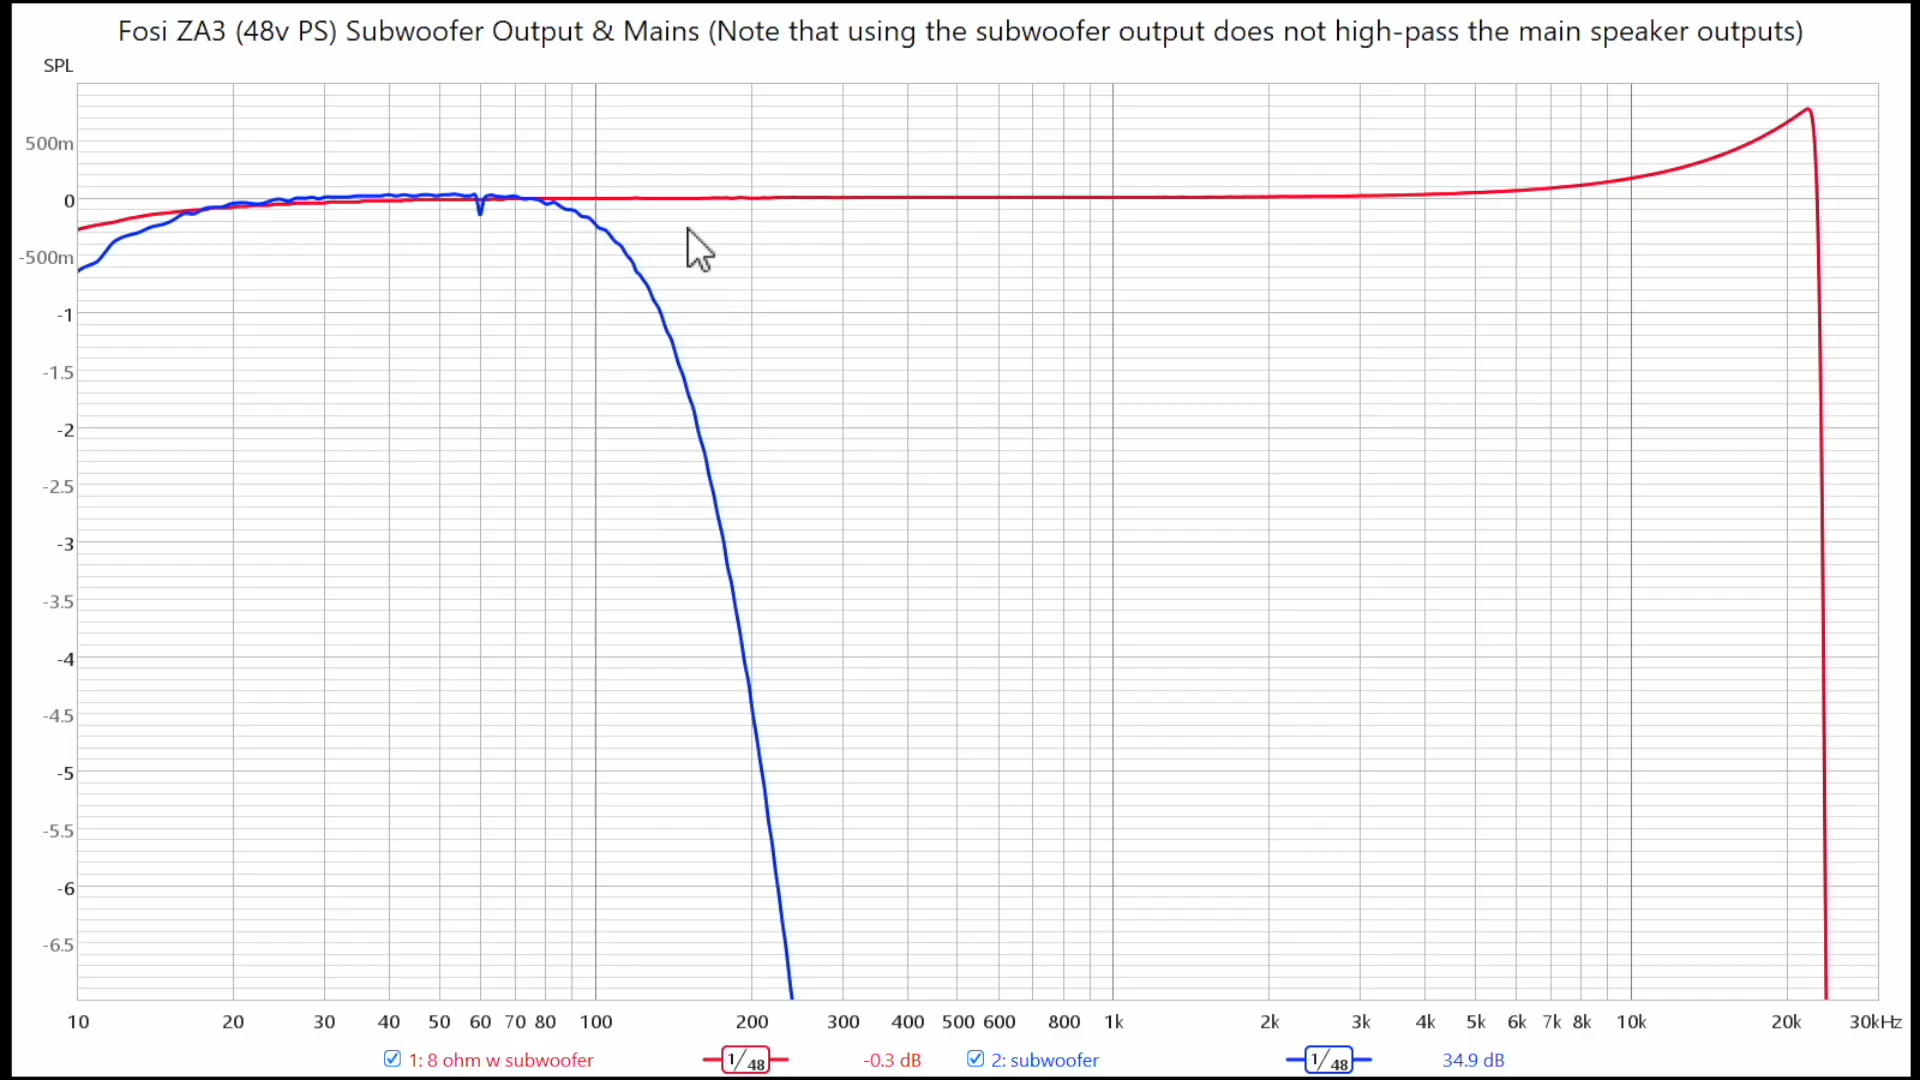 Fosi ZA3 (48v PS) Subwoofer Output & Mains (Note that using the subwoofer output does not high-pass the main speaker outputs)
SPL
500m
0
-500m
-1
-1.5
-2
-2.5
-3
-3.5
-4
-4.5
-5
-5.5
-6
-6.5
10 20 30 40 50 60 70 80 100 200 300 400 500 600 800 1k 2k 3k 4k 5k 6k 7k 8k 10k 20k 30kHz
1: 8 ohm w subwoofer 1/48 -0.3 dB 2: subwoofer 1/48 34.9 dB